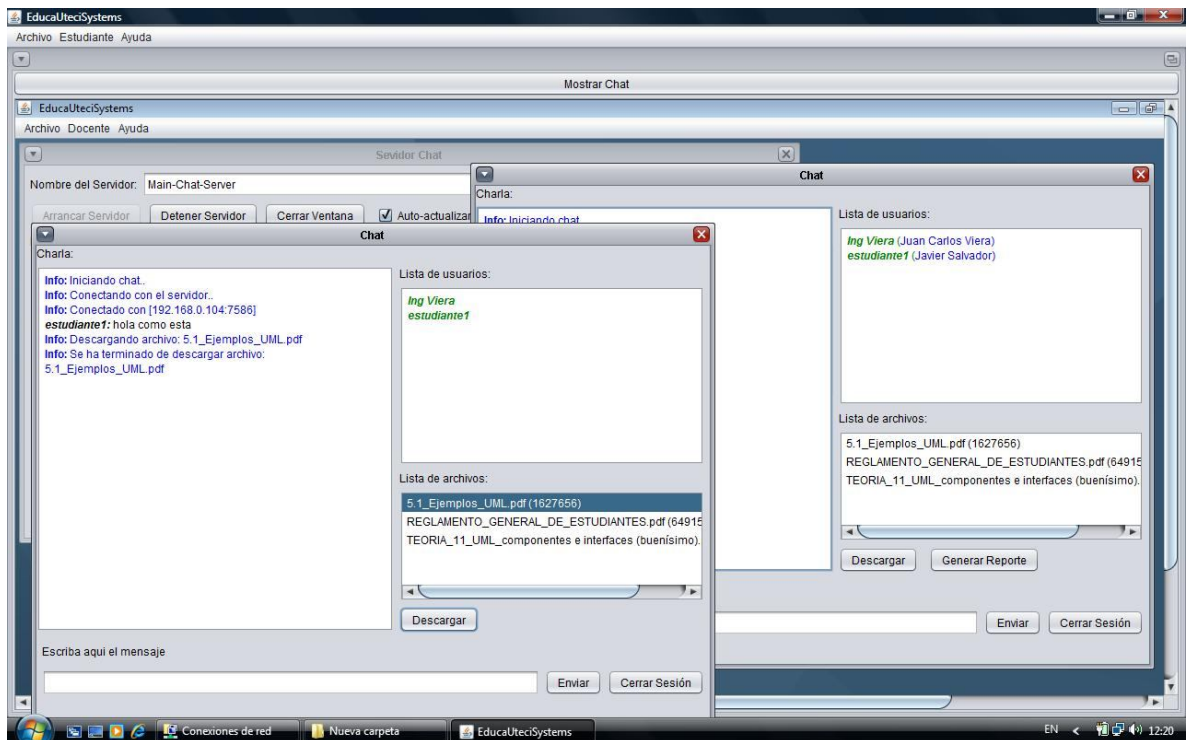 EducaUteciSystems
Archivo Estudiante Ayuda
Mostrar Chat
EducaUteciSystems
Archivo Docente Ayuda
Sevidor Chat
Nombre del Servidor: Main-Chat-Server
Arrancar Servidor Detener Servidor Cerrar Ventana Auto-actualizar
Chat
Charla:
Info: Iniciando chat
Lista de usuarios:
Ing Viera (Juan Carlos Viera)
estudiante1 (Javier Salvador)
Lista de archivos:
5.1_Ejemplos_UML.pdf (1627656)
REGLAMENTO_GENERAL_DE_ESTUDIANTES.pdf (64915
TEORIA_11_UML_componentes e interfaces (buenísimo).
Descargar Generar Reporte
Enviar Cerrar Sesión
Chat
Charla:
Info: Iniciando chat..
Info: Conectando con el servidor..
Info: Conectado con [192.168.0.104:7586]
estudiante1: hola como esta
Info: Descargando archivo: 5.1_Ejemplos_UML.pdf
Info: Se ha terminado de descargar archivo:
5.1_Ejemplos_UML.pdf
Lista de usuarios:
Ing Viera
estudiante1
Lista de archivos:
5.1_Ejemplos_UML.pdf (1627656)
REGLAMENTO_GENERAL_DE_ESTUDIANTES.pdf (64915
TEORIA_11_UML_componentes e interfaces (buenísimo).
Descargar
Escriba aqui el mensaje
Enviar Cerrar Sesión
Conexiones de red Nueva carpeta EducaUteciSystems EN 12:20